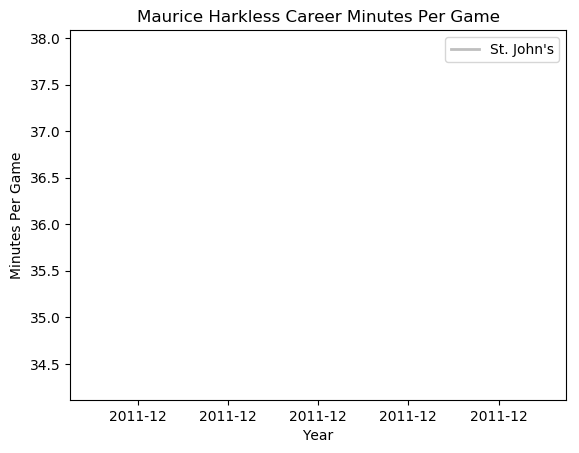 Maurice Harkless Career Minutes Per Game
St. John's
38.0
37.5
37.0
36.5
36.0
35.5
35.0
34.5
Minutes Per Game
2011-12 2011-12 2011-12 2011-12 2011-12
Year